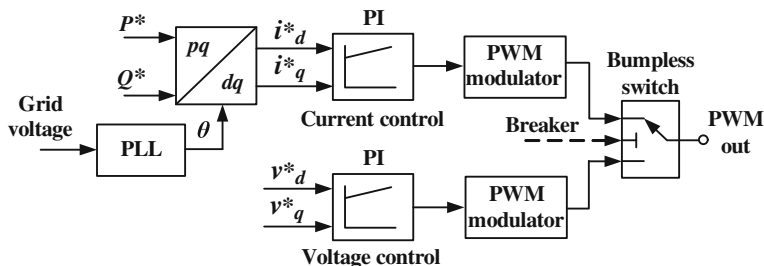 P*
Q*
pq
dq
i*d
i*q
PI
Current control
PWM
modulator
Bumpless
switch
Grid
voltage
PLL
θ
Breaker
PWM
out
PI
v*d
v*q
Voltage control
PWM
modulator